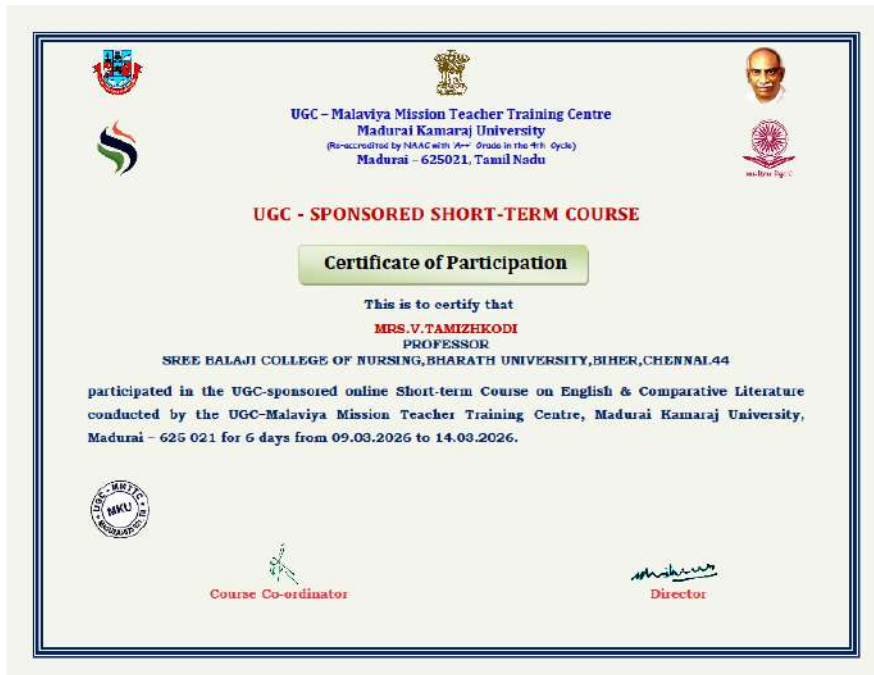 UGC – Malaviya Mission Teacher Training Centre
Madurai Kamaraj University
(Re-accredited by NAAC with 'A++' Grade in the 4th Cycle)
Madurai – 625021, Tamil Nadu
UGC - SPONSORED SHORT-TERM COURSE
Certificate of Participation
This is to certify that
MRS.V.TAMIZHKODI
PROFESSOR
SREE BALAJI COLLEGE OF NURSING,BHARATH UNIVERSITY,BIHER,CHENNAI.44
participated in the UGC-sponsored online Short-term Course on English & Comparative Literature
conducted by the UGC–Malaviya Mission Teacher Training Centre, Madurai Kamaraj University,
Madurai – 625 021 for 6 days from 09.03.2026 to 14.03.2026.
UGC - MMTTC
MKU
Course Co-ordinator
Director